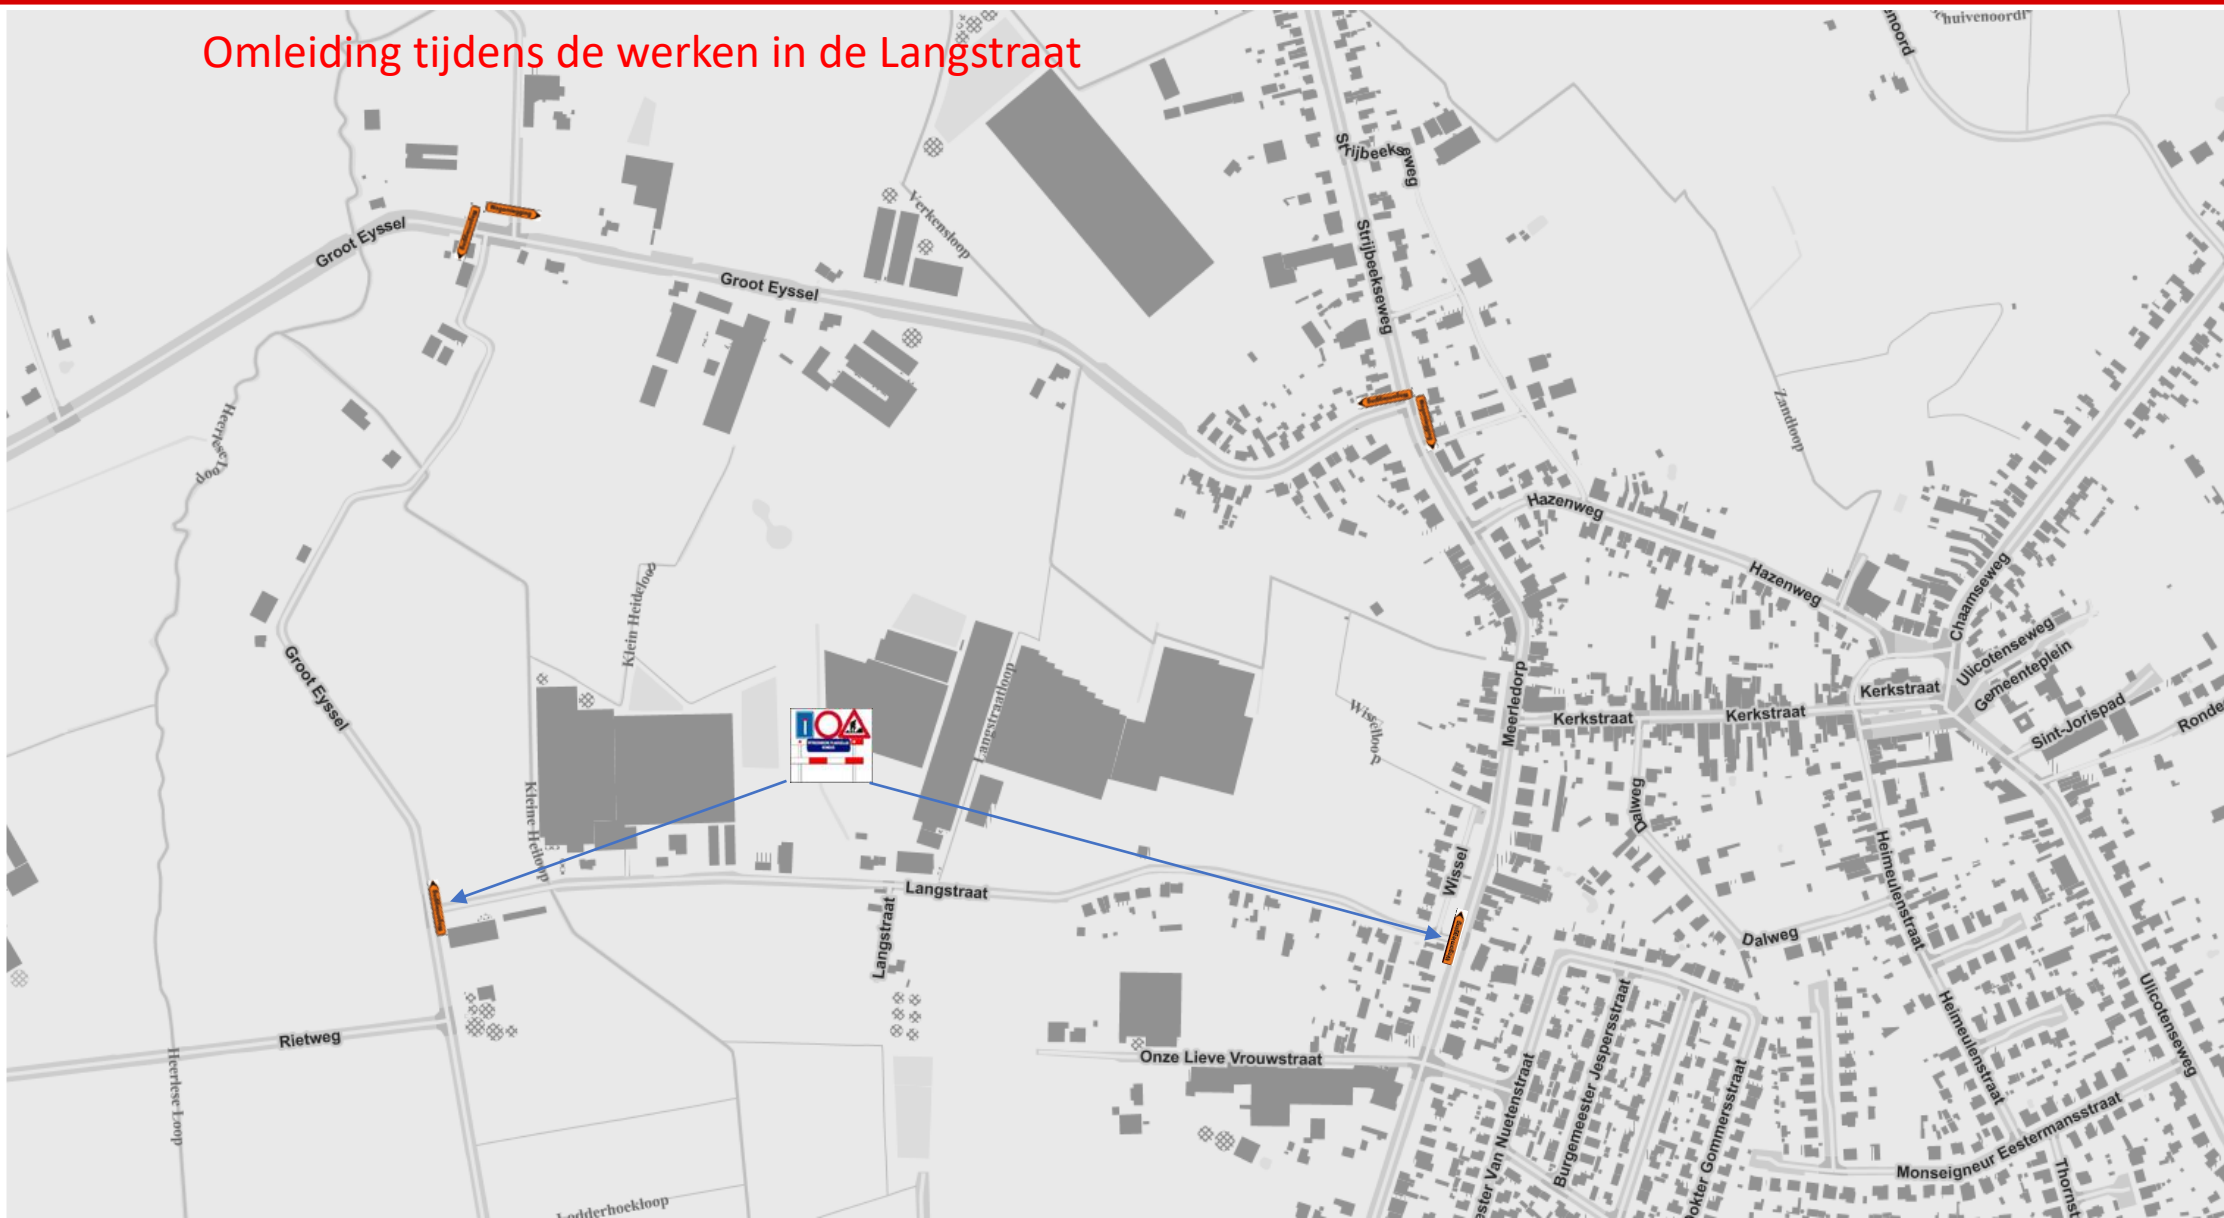 Omleiding tijdens de werken in de Langstraat
Strijbeekseweg
Verkensloop
Groot Eyssel
Groot Eyssel
Strijbeekseweg
Zandloop
Heerlese Loop
Hazenweg
Hazenweg
Chaamseweg
Klein Heideloop
Ulicotenseweg
Gemeenteplein
Groot Eyssel
Langstraatloop
Meerledorp
Kerkstraat
Kerkstraat
Kerkstraat
Sint-Jorispad
Wisselloop
Kleine Heiloop
Dalweg
Wissel
Heimeulenstraat
Langstraat
Langstraat
Dalweg
Rietweg
Heerlese Loop
Onze Lieve Vrouwstraat
Burgemeester Jespersstraat
Heimeulenstraat
Ulicotenseweg
Monseigneur Eestermansstraat